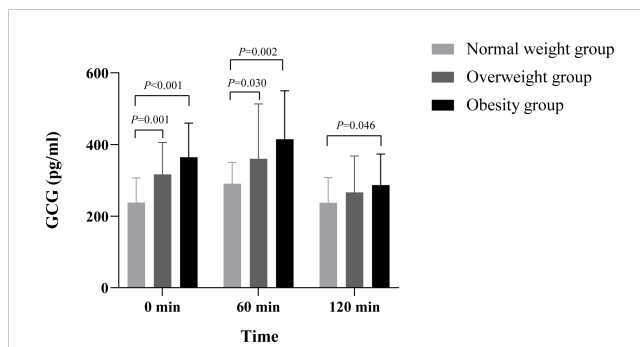 Normal weight group
Overweight group
Obesity group
P=0.002
P<0.001
P=0.030
P=0.001
P=0.046
GCG (pg/ml)
600
400
200
0
0 min
60 min
120 min
Time